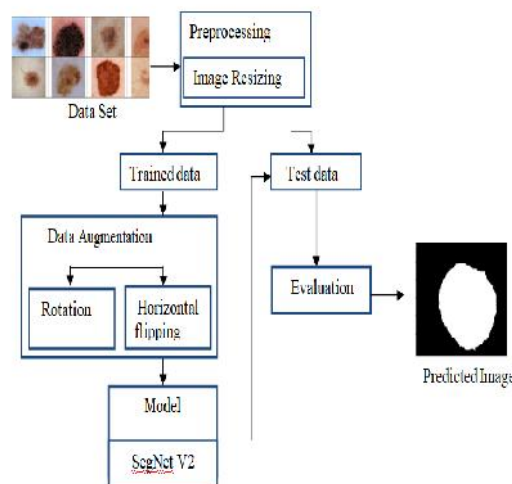 Preprocessing
Image Resizing
Data Set
Trained data
Test data
Data Augmentation
Rotation
Horizontal
flipping
Evaluation
Predicted Image
Model
SegNet V2